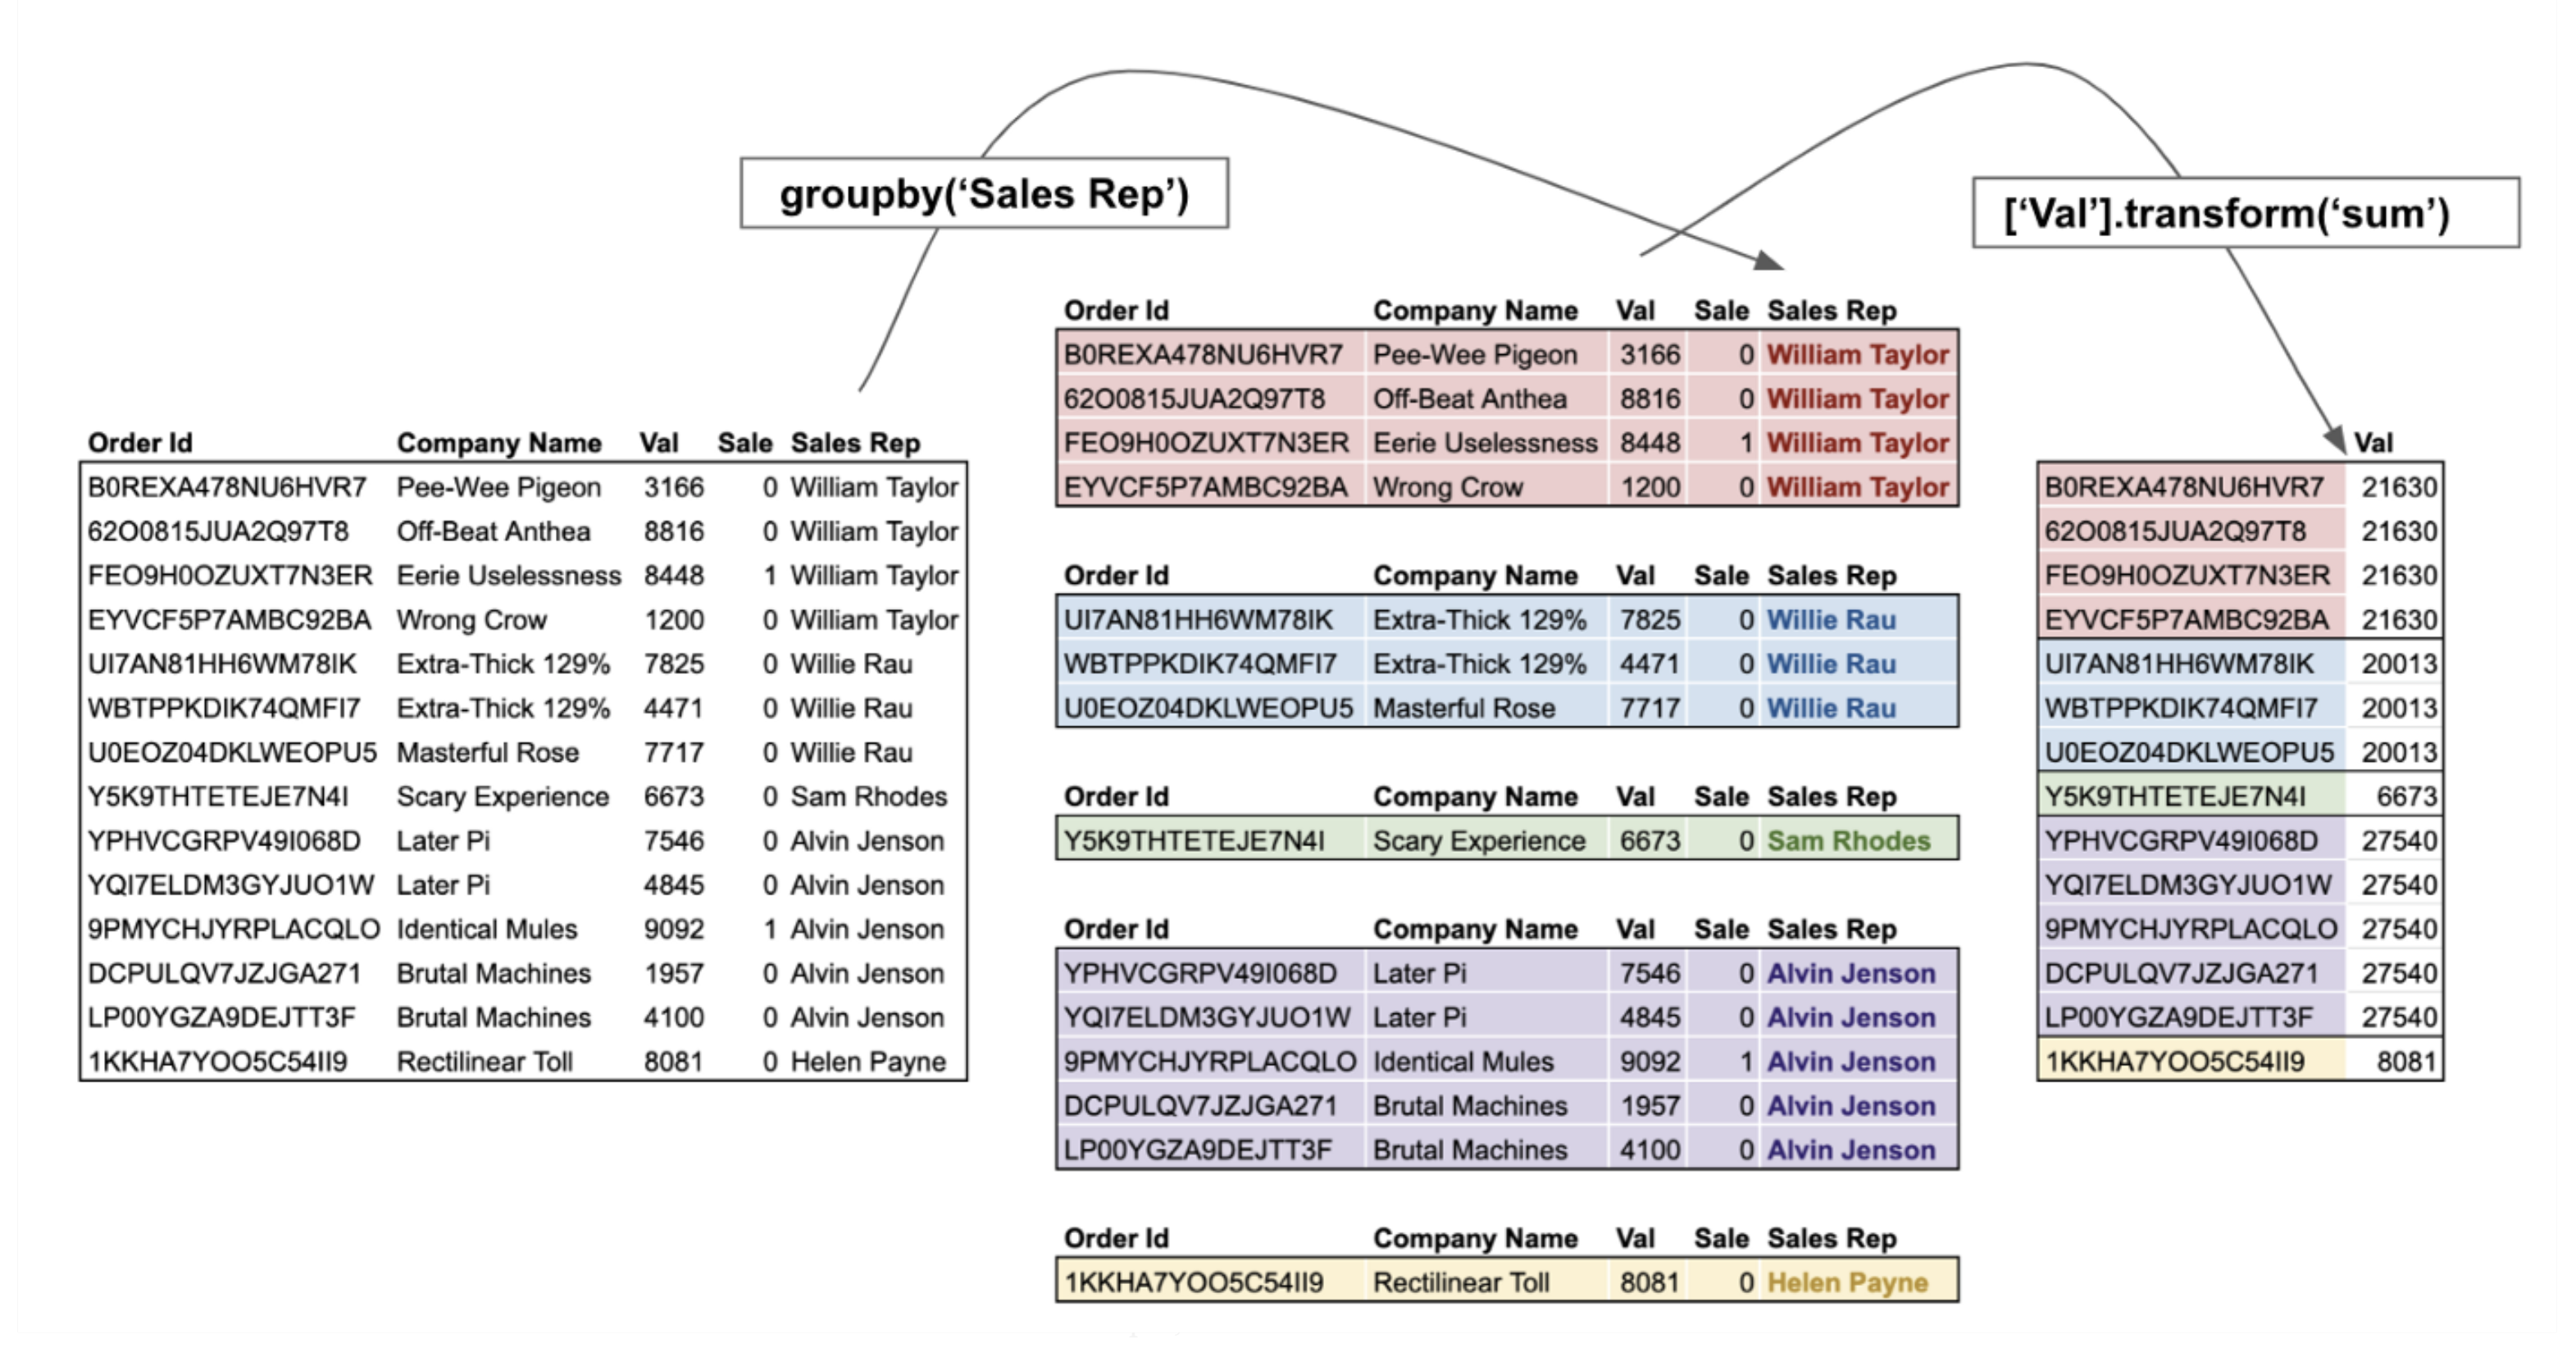 groupby(‘Sales Rep’)
[‘Val’].transform(‘sum’)
Order Id Company Name Val Sale Sales Rep
B0REXA478NU6HVR7 Pee-Wee Pigeon 3166 0 William Taylor
62O0815JUA2Q97T8 Off-Beat Anthea 8816 0 William Taylor
FEO9H0OZUXT7N3ER Eerie Uselessness 8448 1 William Taylor
EYVCF5P7AMBC92BA Wrong Crow 1200 0 William Taylor
UI7AN81HH6WM78IK Extra-Thick 129% 7825 0 Willie Rau
WBTPPKDIK74QMFI7 Extra-Thick 129% 4471 0 Willie Rau
U0EOZ04DKLWEOPU5 Masterful Rose 7717 0 Willie Rau
Y5K9THTETEJE7N4I Scary Experience 6673 0 Sam Rhodes
YPHVCGRPV49I068D Later Pi 7546 0 Alvin Jenson
YQI7ELDM3GYJUO1W Later Pi 4845 0 Alvin Jenson
9PMYCHJYRPLACQLO Identical Mules 9092 1 Alvin Jenson
DCPULQV7JZJGA271 Brutal Machines 1957 0 Alvin Jenson
LP00YGZA9DEJTT3F Brutal Machines 4100 0 Alvin Jenson
1KKHA7YOO5C54II9 Rectilinear Toll 8081 0 Helen Payne
Order Id Company Name Val Sale Sales Rep
B0REXA478NU6HVR7 Pee-Wee Pigeon 3166 0 William Taylor
62O0815JUA2Q97T8 Off-Beat Anthea 8816 0 William Taylor
FEO9H0OZUXT7N3ER Eerie Uselessness 8448 1 William Taylor
EYVCF5P7AMBC92BA Wrong Crow 1200 0 William Taylor
Order Id Company Name Val Sale Sales Rep
UI7AN81HH6WM78IK Extra-Thick 129% 7825 0 Willie Rau
WBTPPKDIK74QMFI7 Extra-Thick 129% 4471 0 Willie Rau
U0EOZ04DKLWEOPU5 Masterful Rose 7717 0 Willie Rau
Order Id Company Name Val Sale Sales Rep
Y5K9THTETEJE7N4I Scary Experience 6673 0 Sam Rhodes
Order Id Company Name Val Sale Sales Rep
YPHVCGRPV49I068D Later Pi 7546 0 Alvin Jenson
YQI7ELDM3GYJUO1W Later Pi 4845 0 Alvin Jenson
9PMYCHJYRPLACQLO Identical Mules 9092 1 Alvin Jenson
DCPULQV7JZJGA271 Brutal Machines 1957 0 Alvin Jenson
LP00YGZA9DEJTT3F Brutal Machines 4100 0 Alvin Jenson
Order Id Company Name Val Sale Sales Rep
1KKHA7YOO5C54II9 Rectilinear Toll 8081 0 Helen Payne
Val
B0REXA478NU6HVR7 21630
62O0815JUA2Q97T8 21630
FEO9H0OZUXT7N3ER 21630
EYVCF5P7AMBC92BA 21630
UI7AN81HH6WM78IK 20013
WBTPPKDIK74QMFI7 20013
U0EOZ04DKLWEOPU5 20013
Y5K9THTETEJE7N4I 6673
YPHVCGRPV49I068D 27540
YQI7ELDM3GYJUO1W 27540
9PMYCHJYRPLACQLO 27540
DCPULQV7JZJGA271 27540
LP00YGZA9DEJTT3F 27540
1KKHA7YOO5C54II9 8081